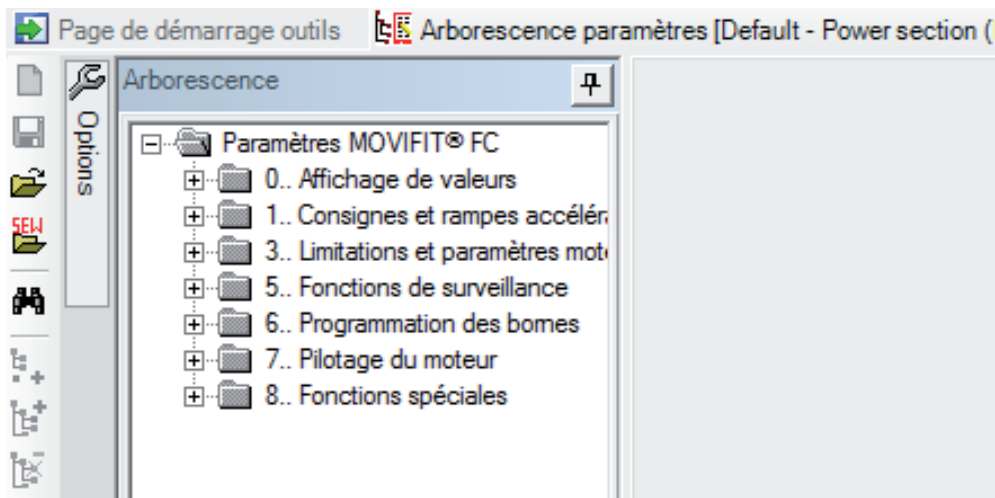 Page de démarrage outils
Arborescence paramètres [Default - Power section (
Options
Arborescence
Paramètres MOVIFIT® FC
0.. Affichage de valeurs
1.. Consignes et rampes accélér
3.. Limitations et paramètres mot
5.. Fonctions de surveillance
6.. Programmation des bornes
7.. Pilotage du moteur
8.. Fonctions spéciales
SEW